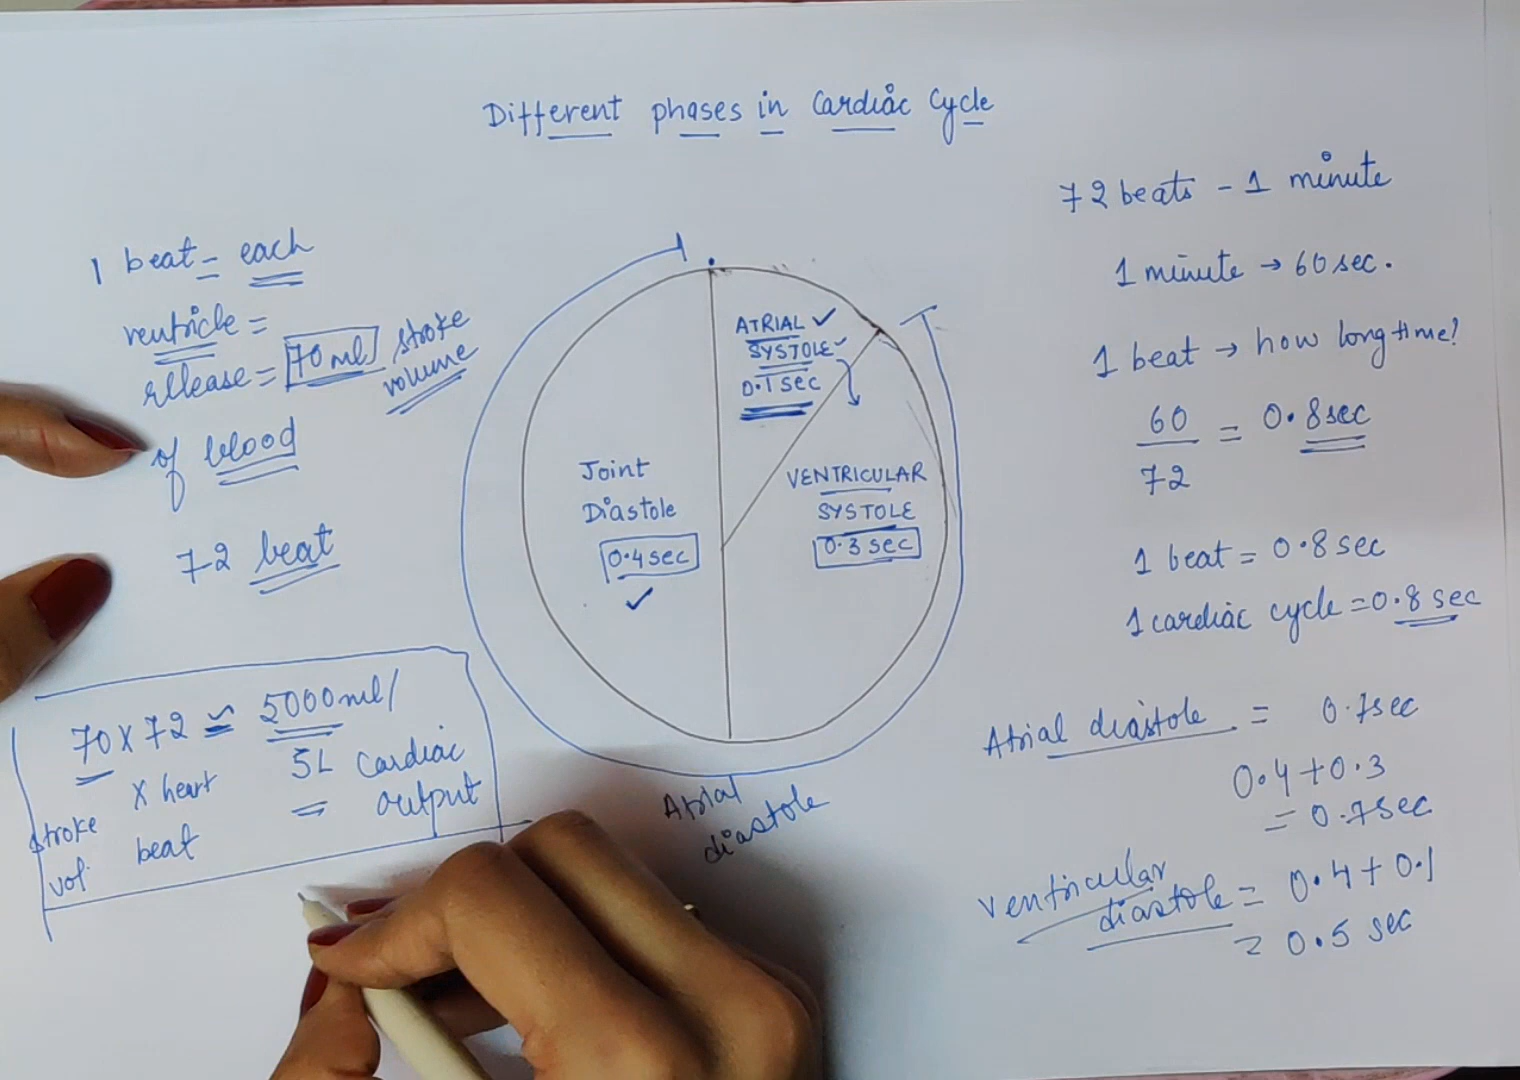 Different phases in Cardiac Cycle
1 beat = each
ventricle =
release = 70 ml stroke
volume
of blood
72 beat
70 x 72 ≃ 5000 ml/
5L Cardiac
output
x heart
beat
stroke
vol.
ATRIAL ✓
SYSTOLE ✓
0.1 sec
Joint
Diastole
0.4 sec
✓
VENTRICULAR
SYSTOLE
0.3 sec
Atrial
diastole
72 beats - 1 minute
1 minute → 60 sec.
1 beat → how long time?
60
72
= 0.8 sec
1 beat = 0.8 sec
1 cardiac cycle = 0.8 sec
Atrial diastole = 0.7 sec
0.4 + 0.3
= 0.7 sec
Ventricular
diastole = 0.4 + 0.1
= 0.5 sec